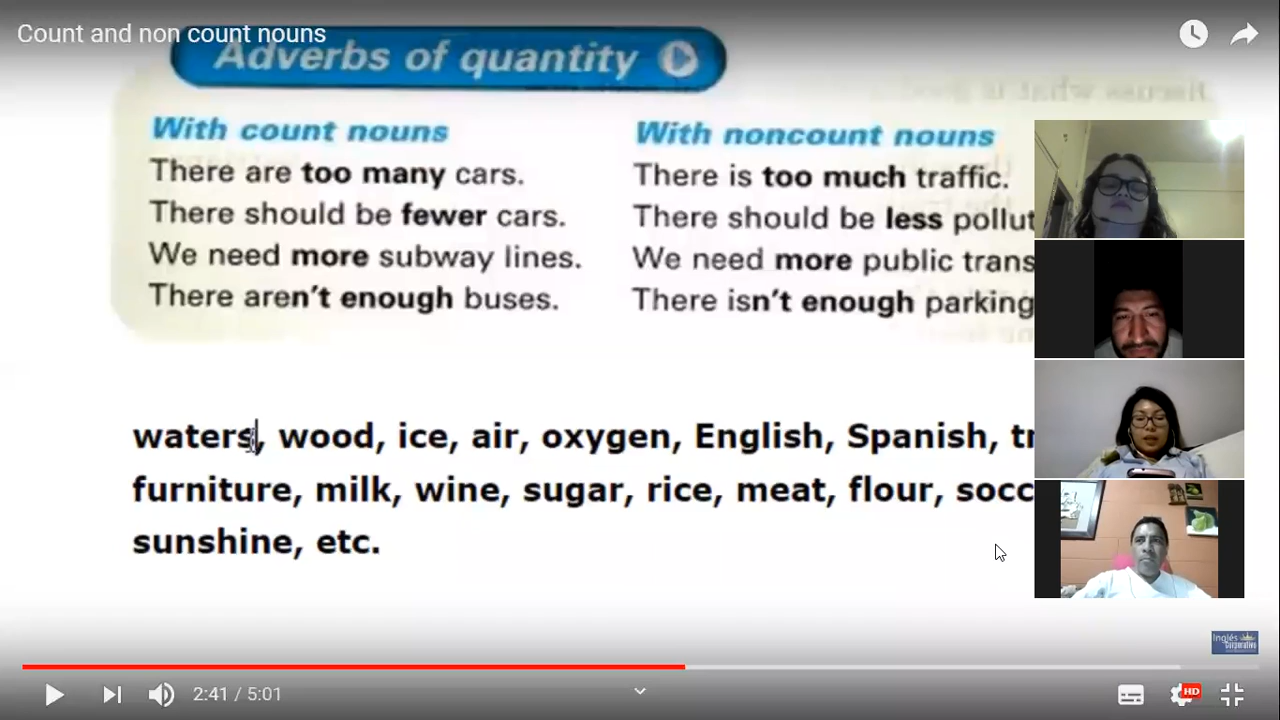 Count and non count nouns
Adverbs of quantity
With count nouns
There are too many cars.
There should be fewer cars.
We need more subway lines.
There aren't enough buses.
With noncount nouns
There is too much traffic.
There should be less pollut
We need more public trans
There isn't enough parking
waters, wood, ice, air, oxygen, English, Spanish, tr
furniture, milk, wine, sugar, rice, meat, flour, socc
sunshine, etc.
Inglés
Corporativo
2:41 / 5:01
HD